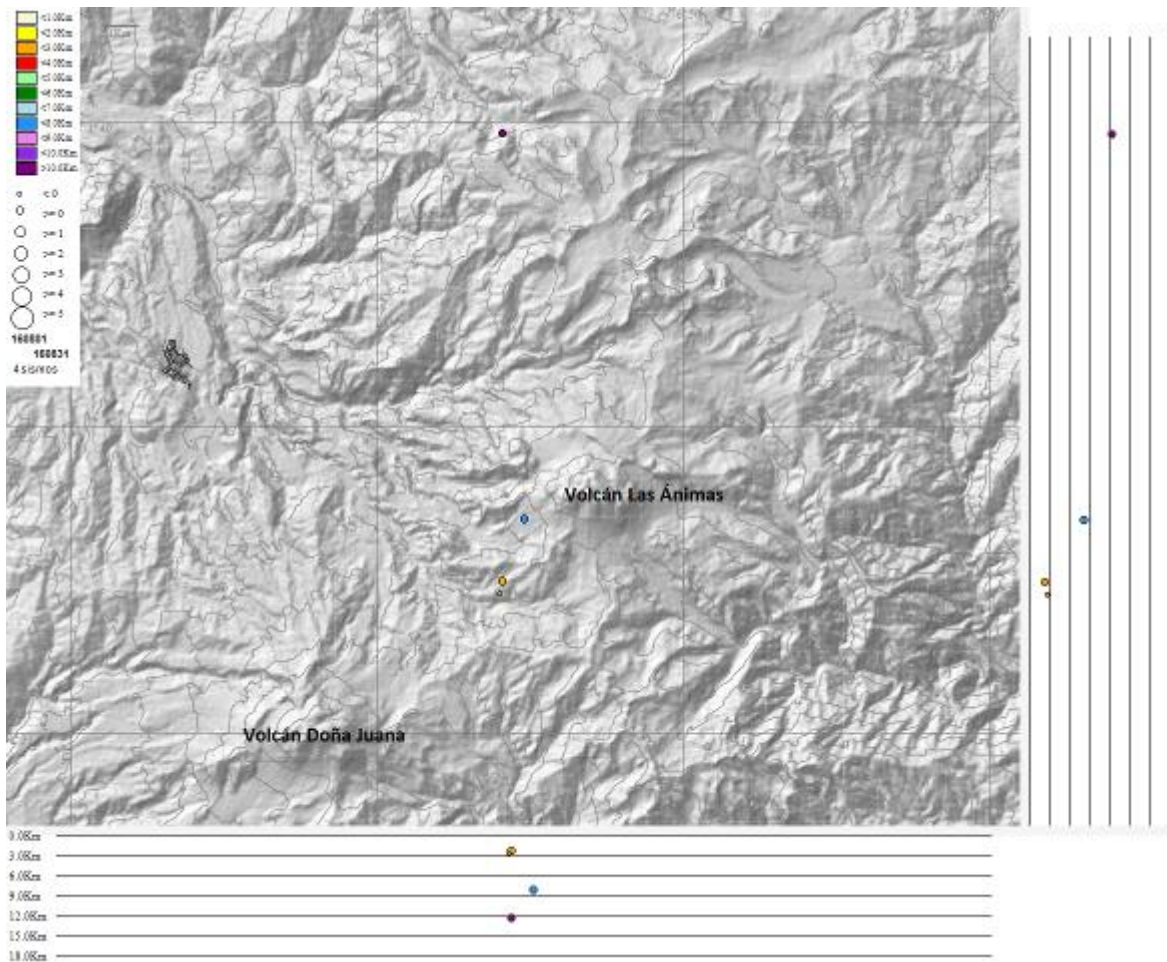 <1.0Km
<2.0Km
<3.0Km
<4.0Km
<5.0Km
<6.0Km
<7.0Km
<8.0Km
<9.0Km
<10.0Km
>10.0Km
< 0
>= 0
>= 1
>= 2
>= 3
>= 4
>= 5
160801
160831
4 sismos
Volcán Las Ánimas
Volcán Doña Juana
0.0Km
3.0Km
6.0Km
9.0Km
12.0Km
15.0Km
18.0Km